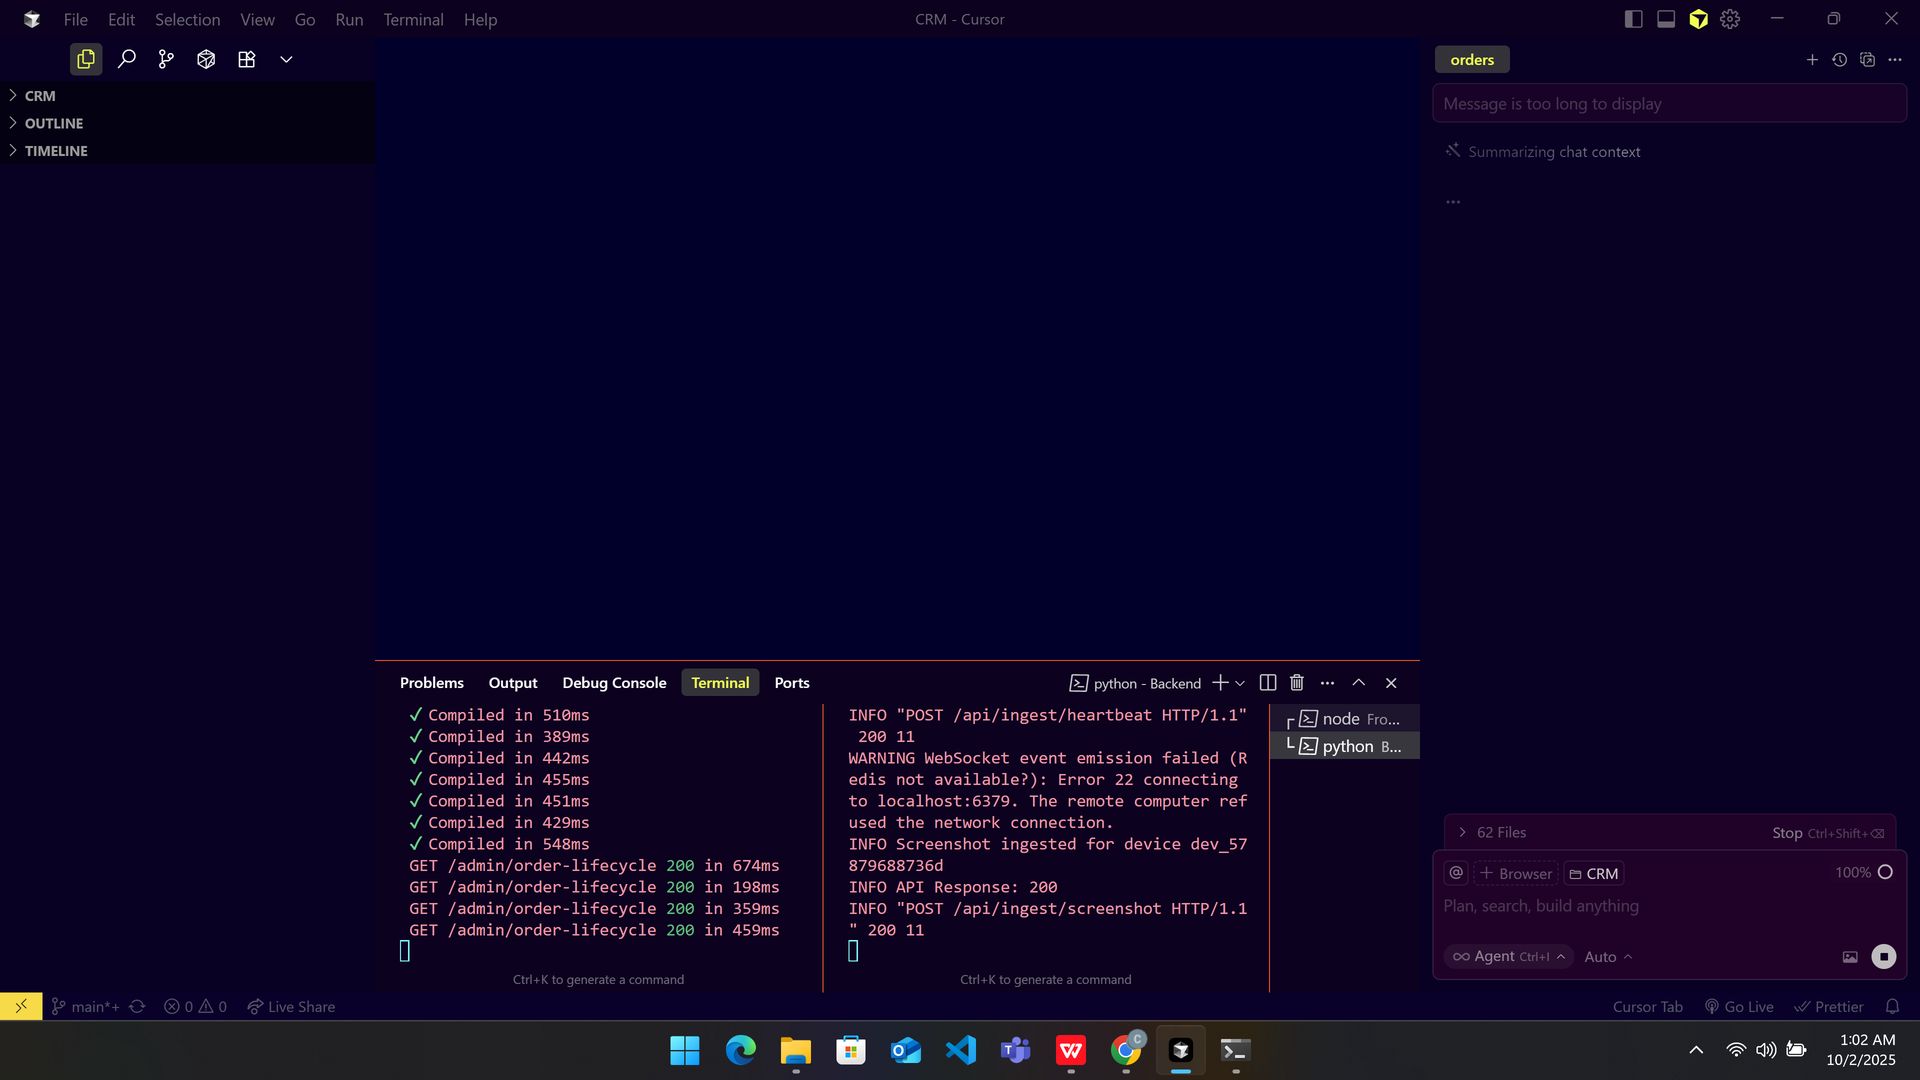 File Edit Selection View Go Run Terminal Help
CRM - Cursor
CRM
OUTLINE
TIMELINE
orders
Message is too long to display
Summarizing chat context
...
Problems Output Debug Console Terminal Ports
python - Backend
✓ Compiled in 510ms
✓ Compiled in 389ms
✓ Compiled in 442ms
✓ Compiled in 455ms
✓ Compiled in 451ms
✓ Compiled in 429ms
✓ Compiled in 548ms
GET /admin/order-lifecycle 200 in 674ms
GET /admin/order-lifecycle 200 in 198ms
GET /admin/order-lifecycle 200 in 359ms
GET /admin/order-lifecycle 200 in 459ms
Ctrl+K to generate a command
INFO "POST /api/ingest/heartbeat HTTP/1.1"
200 11
WARNING WebSocket event emission failed (R
edis not available?): Error 22 connecting
to localhost:6379. The remote computer ref
used the network connection.
INFO Screenshot ingested for device dev_57
879688736d
INFO API Response: 200
INFO "POST /api/ingest/screenshot HTTP/1.1
" 200 11
Ctrl+K to generate a command
node Fro...
python B...
62 Files
Stop Ctrl+Shift+⌫
@ + Browser CRM 100%
Plan, search, build anything
Agent Ctrl+I Auto
main*+ 0 0 Live Share
Cursor Tab Go Live Prettier
C
1:02 AM
10/2/2025